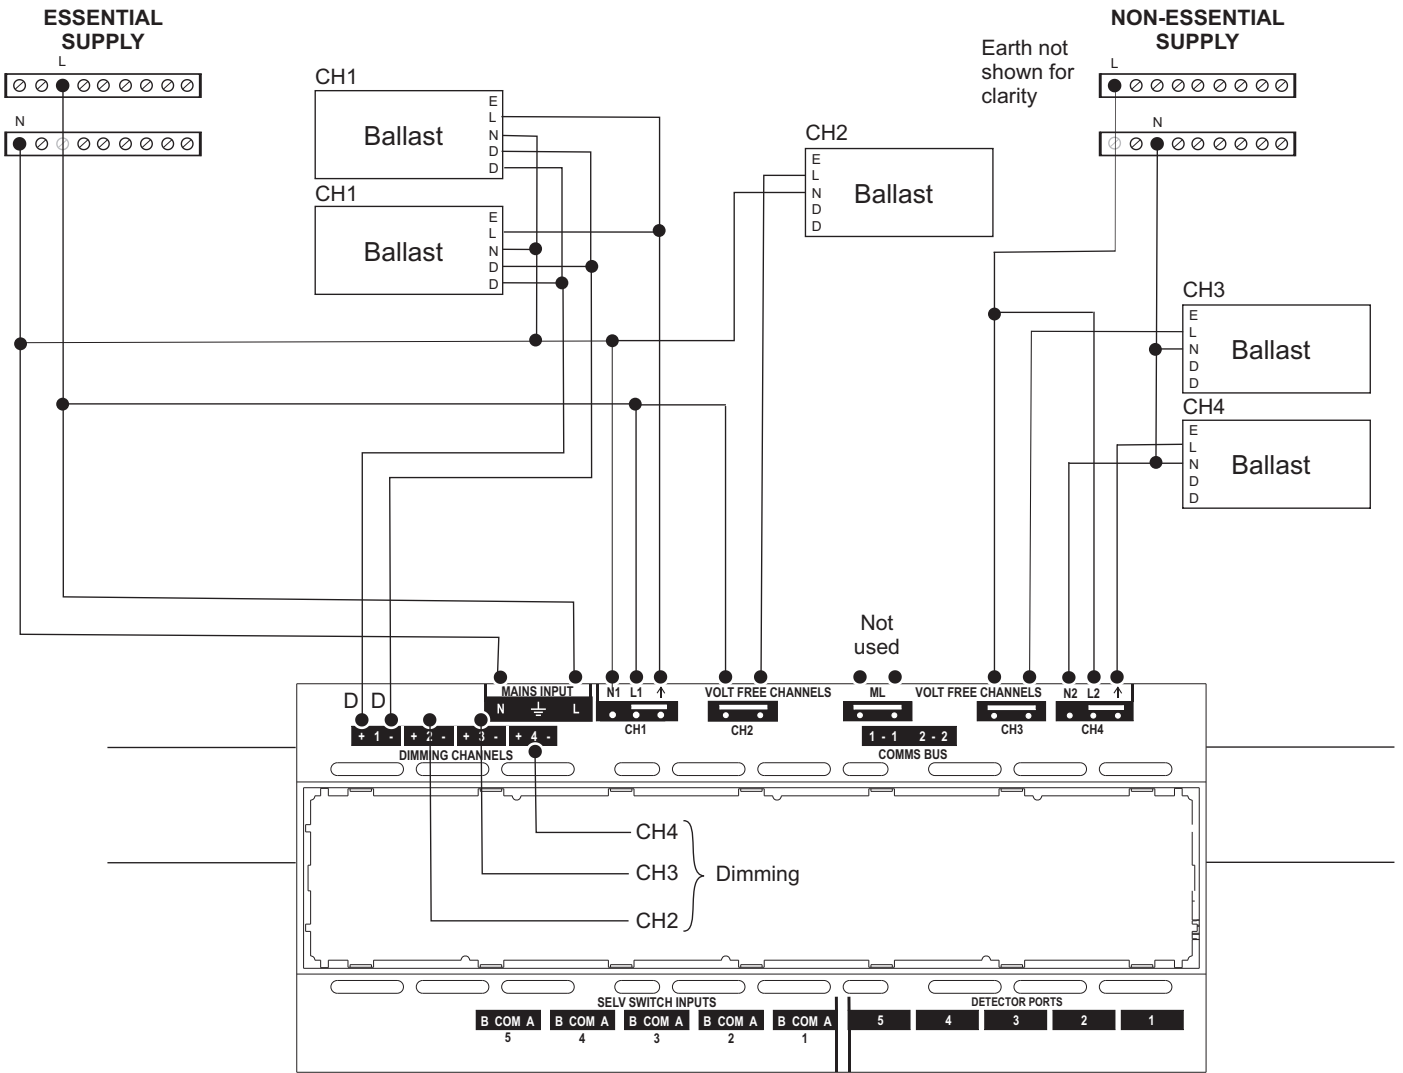 ESSENTIAL
SUPPLY
L
N
NON-ESSENTIAL
SUPPLY
Earth not
shown for
clarity
L
N
CH1
Ballast
E
L
N
D
D
CH1
Ballast
E
L
N
D
D
CH2
E
L
N
D
D
Ballast
CH3
E
L
N
D
D
Ballast
CH4
E
L
N
D
D
Ballast
Not
used
D D
MAINS INPUT
N L
N1 L1
CH1
VOLT FREE CHANNELS
CH2
ML
VOLT FREE CHANNELS
CH3
N2 L2
CH4
+ 1 - + 2 - + 3 - + 4 -
DIMMING CHANNELS
1 - 1 2 - 2
COMMS BUS
CH4
CH3
CH2
Dimming
SELV SWITCH INPUTS
B COM A B COM A B COM A B COM A B COM A
5 4 3 2 1
DETECTOR PORTS
5 4 3 2 1